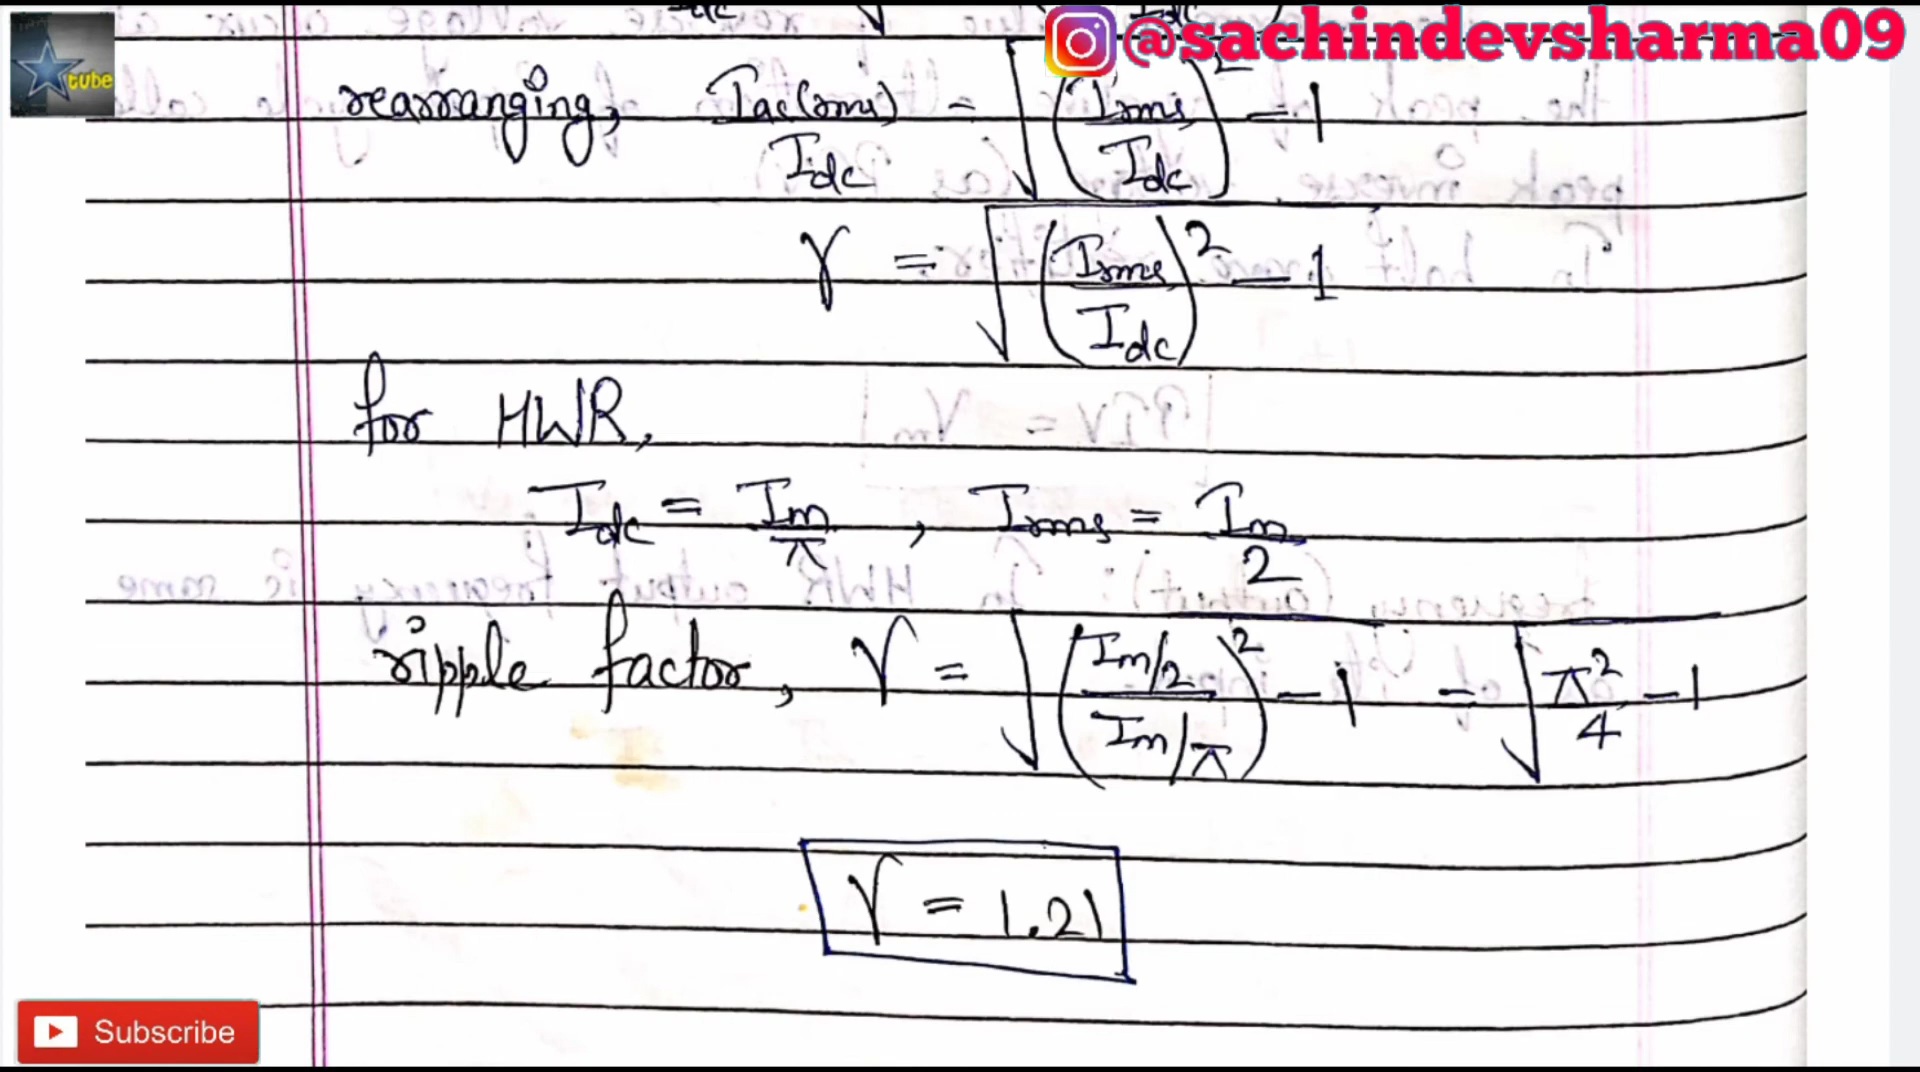 @sachindevsharma09
tube
rearranging, Iac(rms)/Idc = √(Irms/Idc)² - 1
γ = √(Irms/Idc)² - 1
for HWR,
Idc = Im/π , Irms = Im/2
ripple factor, γ = √(Im/2 / Im/π)² - 1 = √π²/4 - 1
γ = 1.21
Subscribe